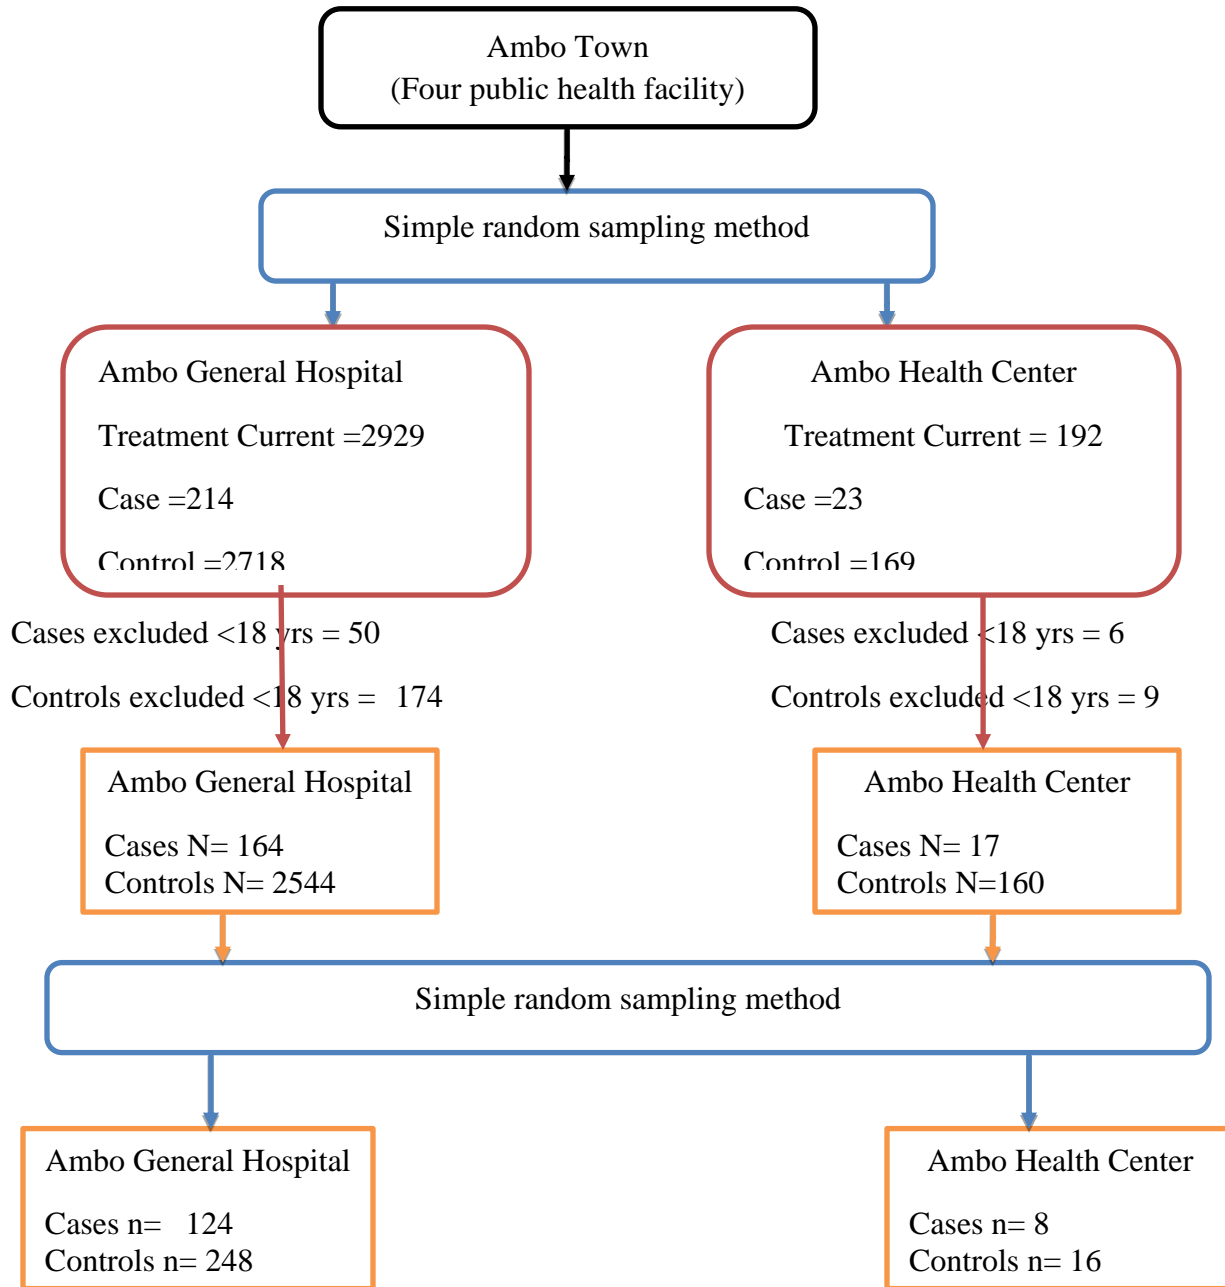 Ambo Town
(Four public health facility)
Simple random sampling method
Ambo General Hospital
Treatment Current =2929
Case =214
Control =2718
Ambo Health Center
Treatment Current = 192
Case =23
Control =169
Cases excluded <18 yrs = 50
Controls excluded <18 yrs = 174
Cases excluded <18 yrs = 6
Controls excluded <18 yrs = 9
Ambo General Hospital
Cases N= 164
Controls N= 2544
Ambo Health Center
Cases N= 17
Controls N=160
Simple random sampling method
Ambo General Hospital
Cases n= 124
Controls n= 248
Ambo Health Center
Cases n= 8
Controls n= 16